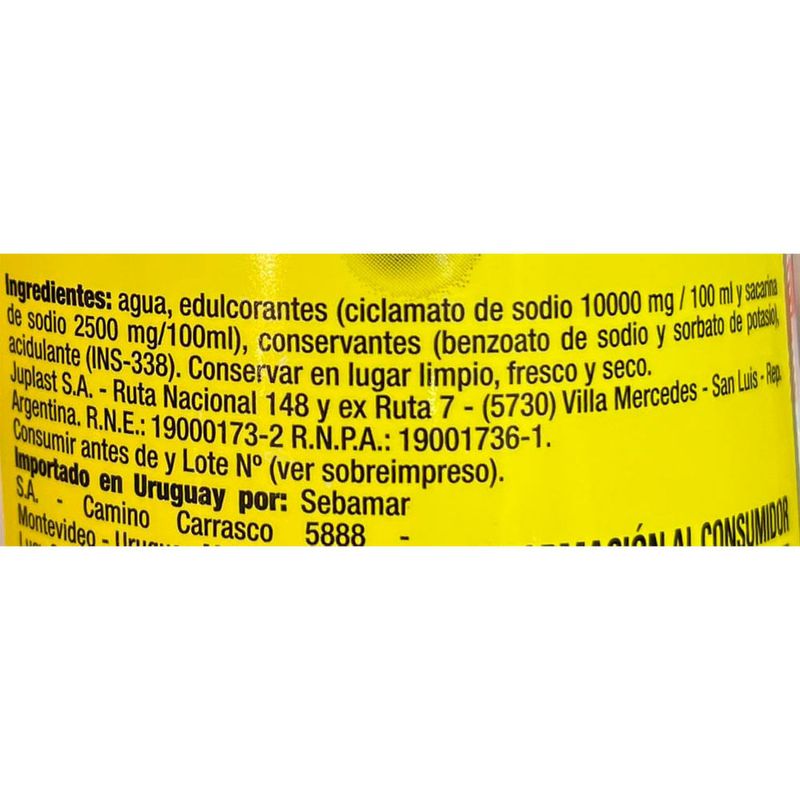 Ingredientes: agua, edulcorantes (ciclamato de sodio 10000 mg / 100 ml y sacarina
de sodio 2500 mg/100ml), conservantes (benzoato de sodio y sorbato de potasio),
acidulante (INS-338). Conservar en lugar limpio, fresco y seco.
Juplast S.A. - Ruta Nacional 148 y ex Ruta 7 - (5730) Villa Mercedes - San Luis - Rep.
Argentina. R.N.E.: 19000173-2 R.N.P.A.: 19001736-1.
Consumir antes de y Lote Nº (ver sobreimpreso).
Importado en Uruguay por: Sebamar
S.A. - Camino Carrasco 5888 -
Montevideo - Uruguay
AL CONSUMIDOR